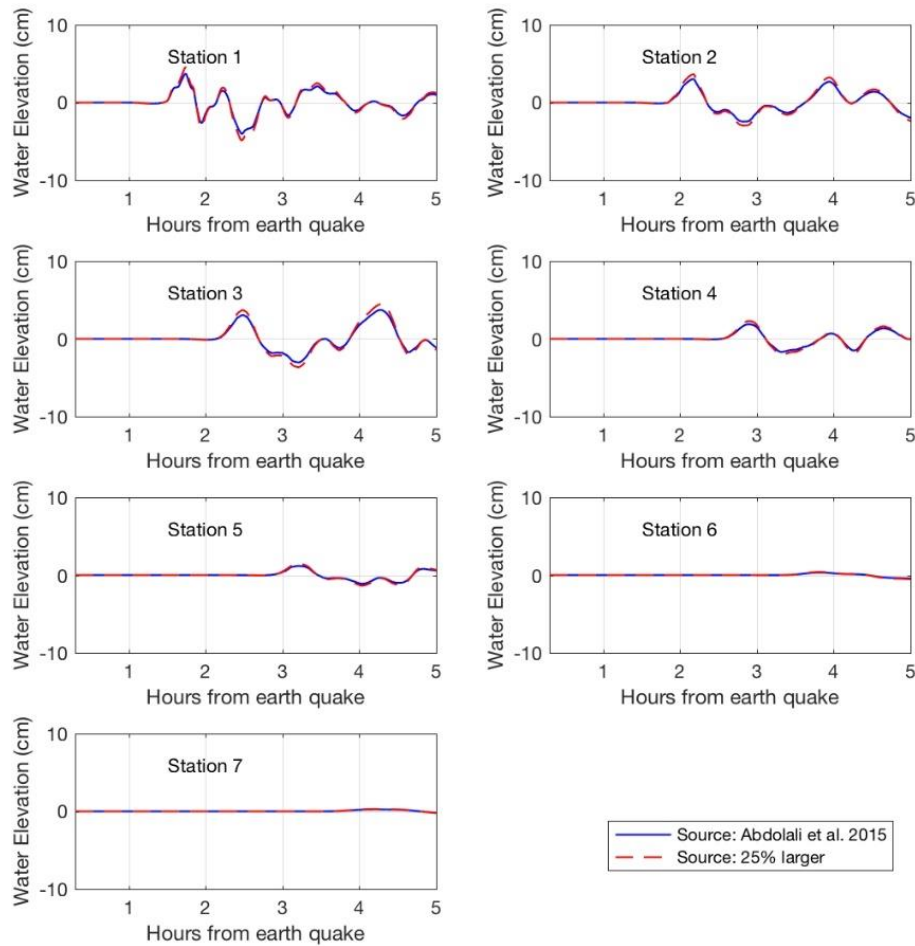 10
0
-10
Water Elevation (cm)
Station 1
1 2 3 4 5
Hours from earth quake
10
0
-10
Water Elevation (cm)
Station 2
1 2 3 4 5
Hours from earth quake
10
0
-10
Water Elevation (cm)
Station 3
1 2 3 4 5
Hours from earth quake
10
0
-10
Water Elevation (cm)
Station 4
1 2 3 4 5
Hours from earth quake
10
0
-10
Water Elevation (cm)
Station 5
1 2 3 4 5
Hours from earth quake
10
0
-10
Water Elevation (cm)
Station 6
1 2 3 4 5
Hours from earth quake
10
0
-10
Water Elevation (cm)
Station 7
1 2 3 4 5
Hours from earth quake
Source: Abdolali et al. 2015
Source: 25% larger